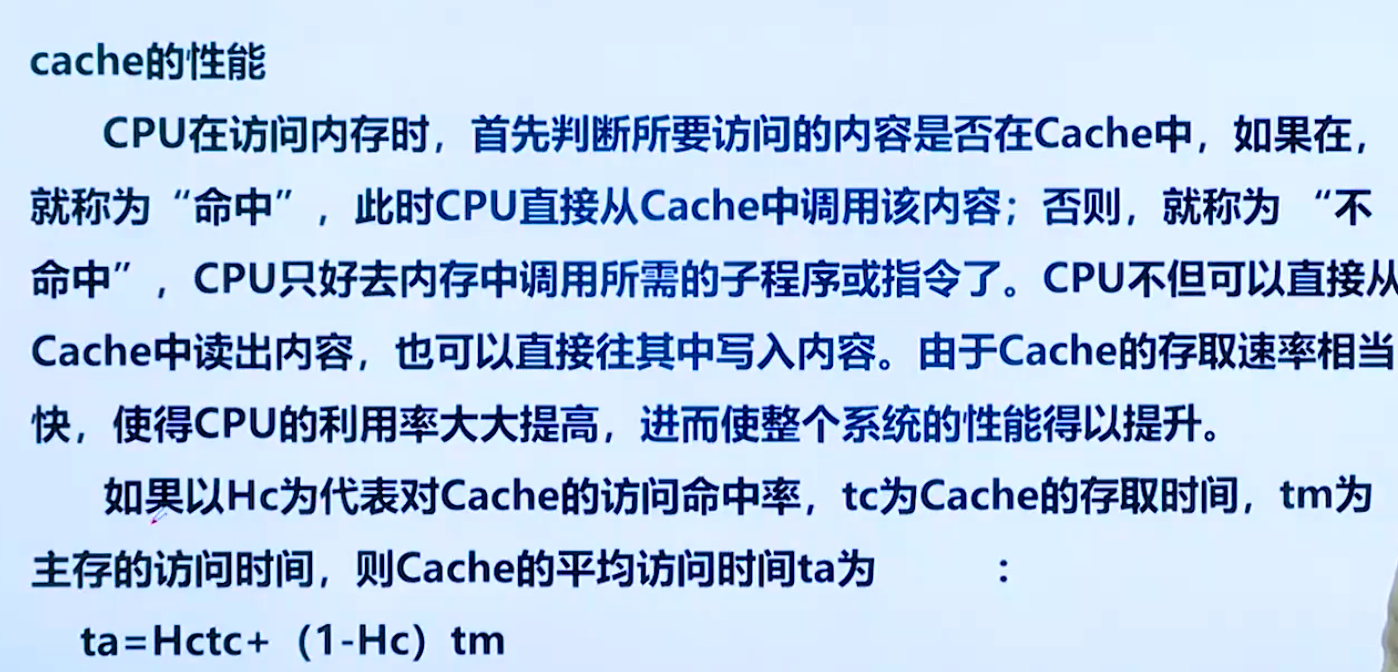 cache的性能
CPU在访问内存时，首先判断所要访问的内容是否在Cache中，如果在，
就称为“命中”，此时CPU直接从Cache中调用该内容；否则，就称为 “不
命中”，CPU只好去内存中调用所需的子程序或指令了。CPU不但可以直接从
Cache中读出内容，也可以直接往其中写入内容。由于Cache的存取速率相当
快，使得CPU的利用率大大提高，进而使整个系统的性能得以提升。
如果以Hc为代表对Cache的访问命中率，tc为Cache的存取时间，tm为
主存的访问时间，则Cache的平均访问时间ta为 ：
ta=Hctc+（1-Hc）tm